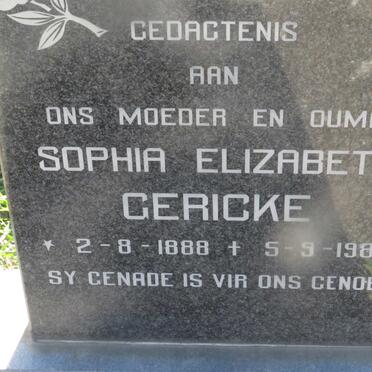 GEDACTENIS
AAN
ONS MOEDER EN OUMA
SOPHIA ELIZABET
GERICKE
* 2-8-1888 + 5-9-198
SY GENADE IS VIR ONS GENOE